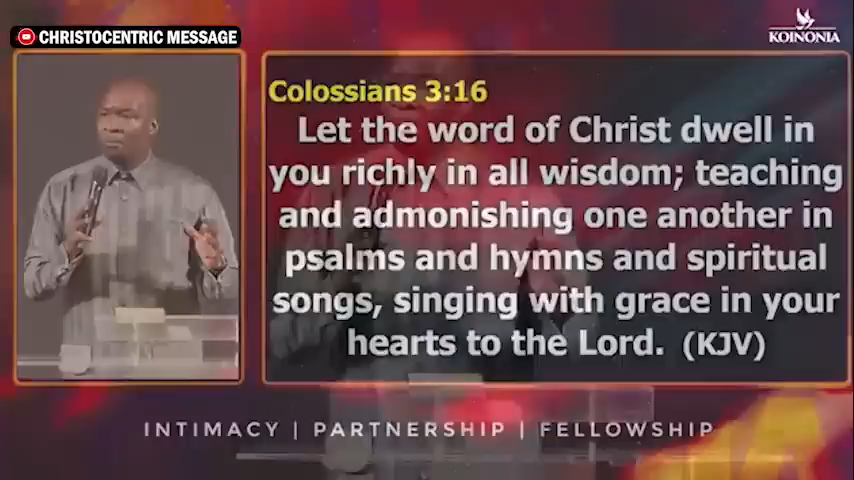 CHRISTOCENTRIC MESSAGE
KOINONIA
Colossians 3:16
Let the word of Christ dwell in
you richly in all wisdom; teaching
and admonishing one another in
psalms and hymns and spiritual
songs, singing with grace in your
hearts to the Lord. (KJV)
INTIMACY | PARTNERSHIP | FELLOWSHIP